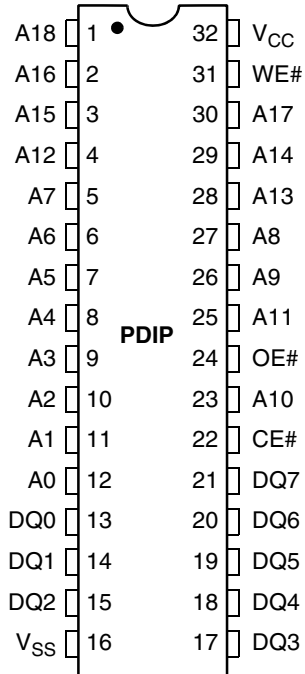 A18 1 32 VCC
A16 2 31 WE#
A15 3 30 A17
A12 4 29 A14
A7 5 28 A13
A6 6 27 A8
A5 7 26 A9
A4 8 25 A11
PDIP
A3 9 24 OE#
A2 10 23 A10
A1 11 22 CE#
A0 12 21 DQ7
DQ0 13 20 DQ6
DQ1 14 19 DQ5
DQ2 15 18 DQ4
VSS 16 17 DQ3